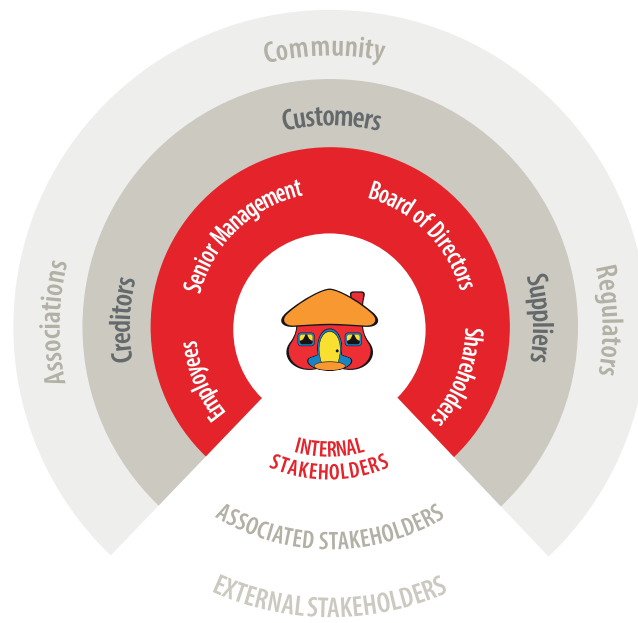 Community
Customers
Senior Management
Board of Directors
Associations
Creditors
Suppliers
Regulators
Employees
Shareholders
INTERNAL
STAKEHOLDERS
ASSOCIATED STAKEHOLDERS
EXTERNAL STAKEHOLDERS